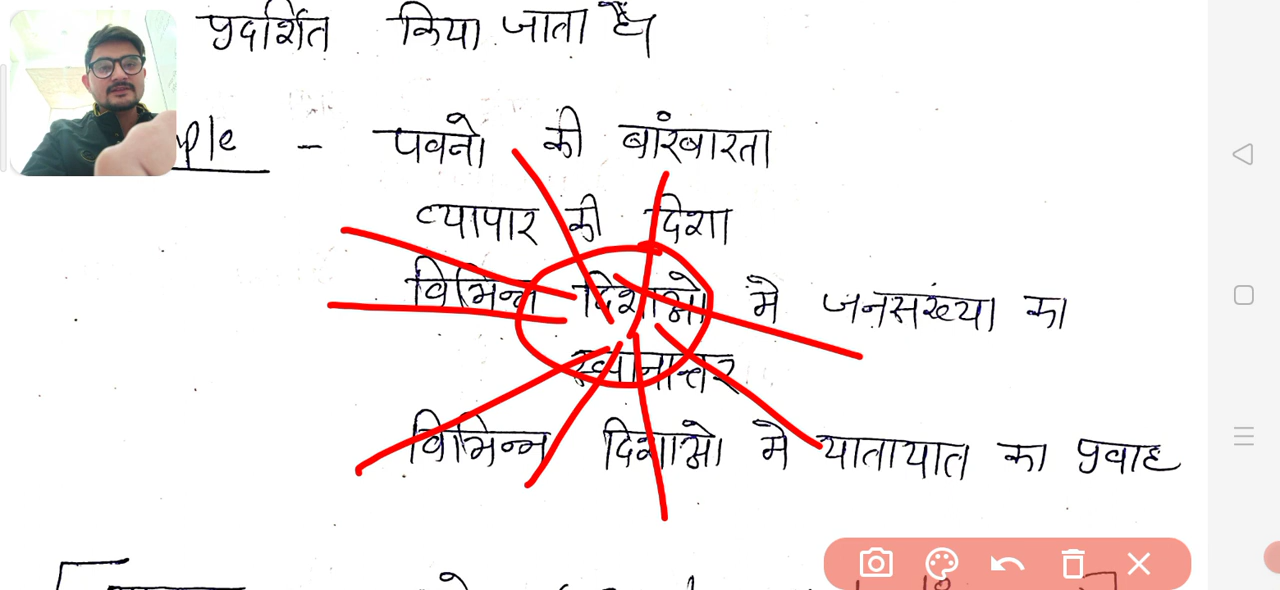 प्रदर्शित किया जाता है।
ple - पवनो की बारंबारता
व्यापार की दिशा
विभिन्न दिशाओ मे जनसंख्या का
स्थानान्तर
विभिन्न दिशाओ मे यातायात का प्रवाह